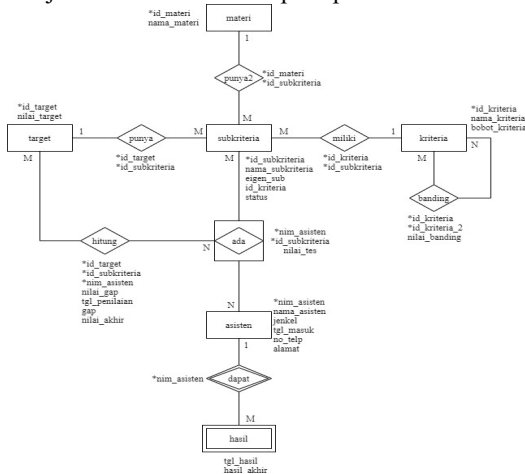 *id_materi
nama_materi
materi
1
punya2
*id_materi
*id_subkriteria
M
*id_target
nilai_target
target
1
punya
M
*id_target
*id_subkriteria
subkriteria
M
miliki
1
*id_kriteria
*id_subkriteria
*id_kriteria
nama_kriteria
bobot_kriteria
kriteria
M
N
banding
*id_kriteria
*id_kriteria_2
nilai_banding
*id_subkriteria
nama_subkriteria
eigen_sub
id_kriteria
status
M
M
hitung
N
*id_target
*id_subkriteria
*nim_asisten
nilai_gap
tgl_penilaian
gap
nilai_akhir
ada
*nim_asisten
*id_subkriteria
nilai_tes
N
asisten
*nim_asisten
nama_asisten
jenkel
tgl_masuk
no_telp
alamat
1
*nim_asisten
dapat
M
hasil
tgl_hasil
hasil_akhir